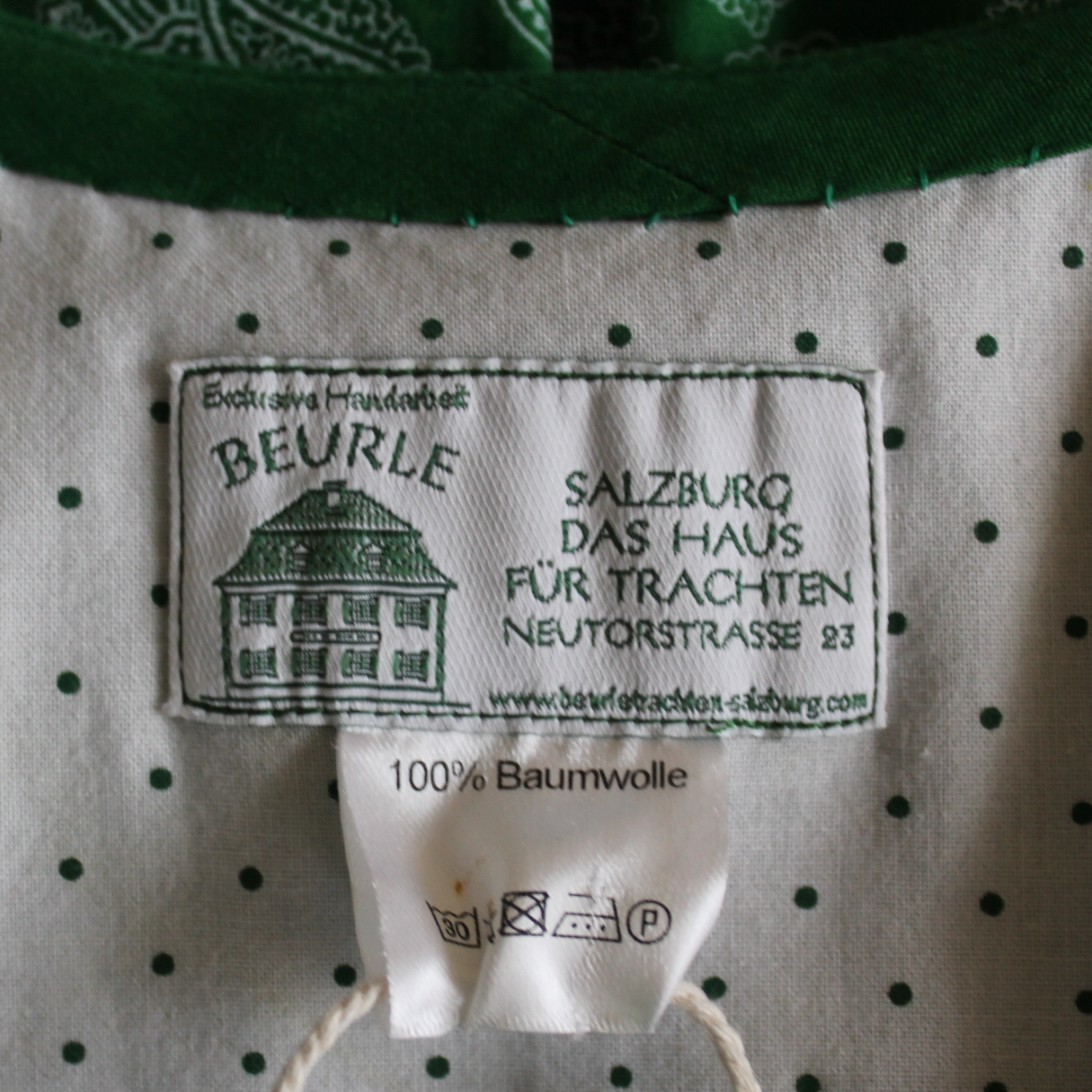 Exclusive Handarbeit
BEURLE
SALZBURG
DAS HAUS
FÜR TRACHTEN
NEUTORSTRASSE 23
www.beurletrachten-salzburg.com
100% Baumwolle
30
P